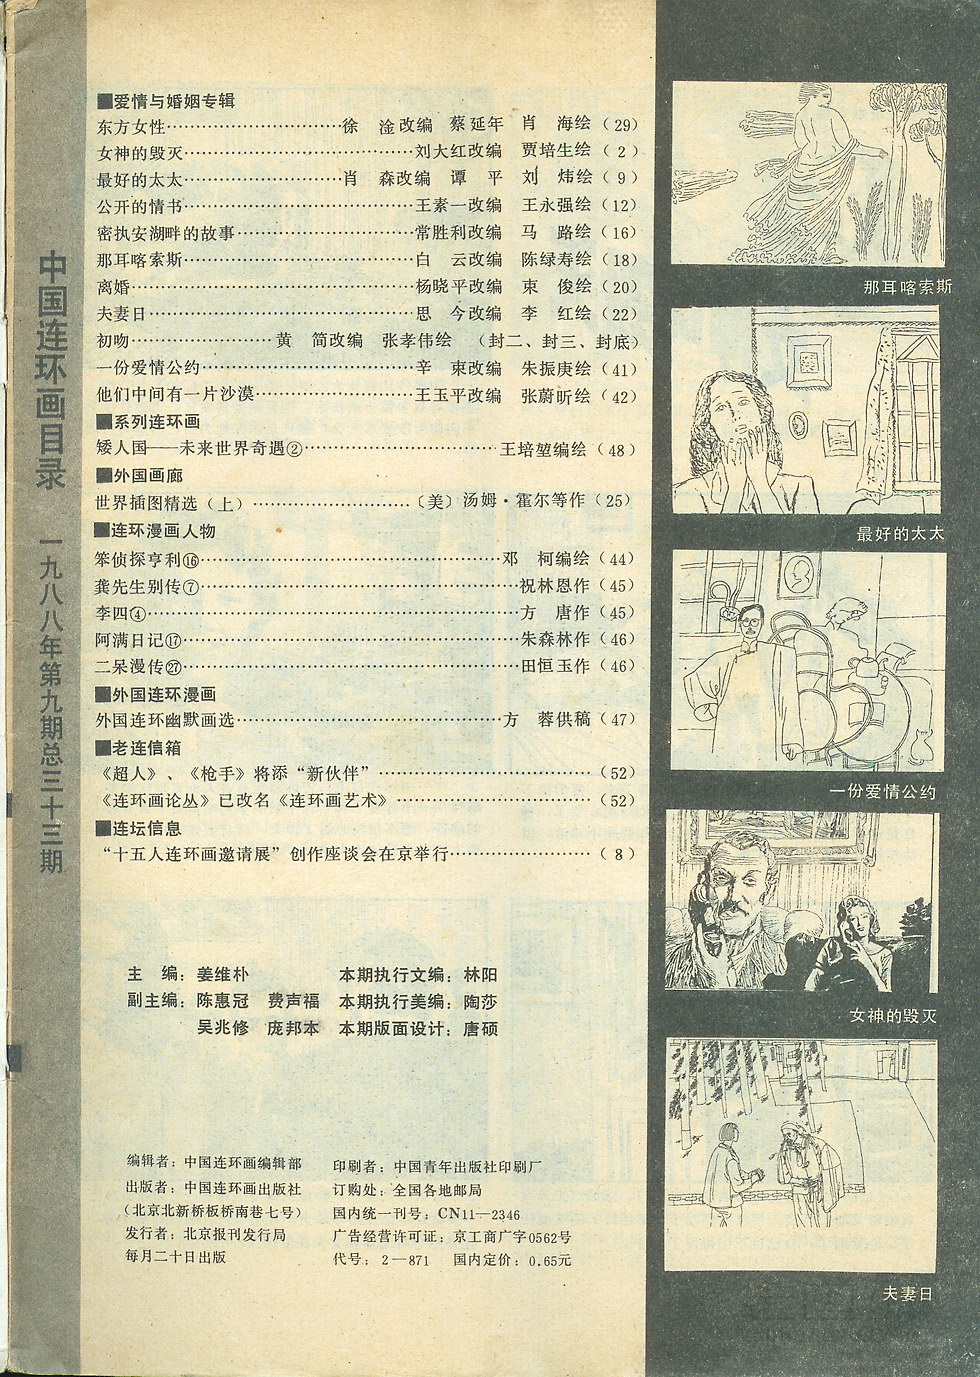 中国连环画目录 一九八八年第九期总三十三期
■爱情与婚姻专辑
东方女性……………………………徐　淦改编　蔡延年　肖　海绘（29）
女神的毁灭……………………………………刘大红改编　贾培生绘（2）
最好的太太…………………………肖　森改编　谭　平　刘　炜绘（9）
公开的情书……………………………………王素一改编　王永强绘（12）
密执安湖畔的故事……………………………常胜利改编　马　路绘（16）
那耳喀索斯……………………………………白　云改编　陈绿寿绘（18）
离婚……………………………………………杨晓平改编　束　俊绘（20）
夫妻日…………………………………………思　今改编　李　红绘（22）
初吻………………………黄　简改编　张孝伟绘　（封二、封三、封底）
一份爱情公约…………………………………辛　束改编　朱振庚绘（41）
他们中间有一片沙漠…………………………王玉平改编　张蔚昕绘（42）
■系列连环画
矮人国——未来世界奇遇②………………………………王培堃编绘（48）
■外国画廊
世界插图精选（上）…………………………〔美〕汤姆·霍尔等作（25）
■连环漫画人物
笨侦探亨利⑯……………………………………………邓　柯编绘（44）
龚先生别传⑦………………………………………………祝林恩作（45）
李四④………………………………………………………方　唐作（45）
阿满日记⑰…………………………………………………朱森林作（46）
二呆漫传㉗…………………………………………………田恒玉作（46）
■外国连环漫画
外国连环幽默画选………………………………………方　蓉供稿（47）
■老连信箱
《超人》、《枪手》将添“新伙伴”…………………………………（52）
《连环画论丛》已改名《连环画艺术》………………………………（52）
■连坛信息
“十五人连环画邀请展”创作座谈会在京举行………………………（8）
主　编：姜维朴　本期执行文编：林阳
副主编：陈惠冠　费声福　本期执行美编：陶莎
吴兆修　庞邦本　本期版面设计：唐硕
编辑者：中国连环画编辑部
出版者：中国连环画出版社
（北京北新桥板桥南巷七号）
发行者：北京报刊发行局
每月二十日出版
印刷者：中国青年出版社印刷厂
订购处：全国各地邮局
国内统一刊号：CN11—2346
广告经营许可证：京工商广字0562号
代号：2—871　国内定价：0.65元
那耳喀索斯
最好的太太
一份爱情公约
女神的毁灭
夫妻日